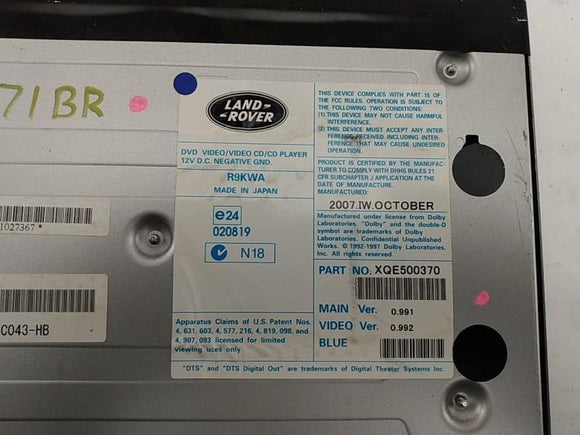 71BR
1027367*
C043-HB
LAND-
ROVER
DVD VIDEO/VIDEO CD/CD PLAYER
12V D.C. NEGATIVE GND.
R9KWA
MADE IN JAPAN
e24
020819
N18
Apparatus Claims of U.S. Patent Nos.
4, 631, 603, 4, 577, 216, 4, 819, 098, and
4, 907, 093 licensed for limited
viewing uses only
THIS DEVICE COMPLIES WITH PART 15 OF
THE FCC RULES. OPERATION IS SUBJECT TO
THE FOLLOWING TWO CONDITIONS:
(1) THIS DEVICE MAY NOT CAUSE HARMFUL
INTERFERENCE.
(2) THIS DEVICE MUST ACCEPT ANY INTER-
FERENCE RECEIVED, INCLUDING INTER-
FERENCE THAT MAY CAUSE UNDESIRED
OPERATION.
PRODUCT IS CERTIFIED BY THE MANUFAC-
TURER TO COMPLY WITH DHHS RULES 21
CFR SUBCHAPTER J APPLICATION AT THE
DATE OF MANUFACTURE.
MANUFACTURED:
2007.IW.OCTOBER
Manufactured under license from Dolby
Laboratories. "Dolby" and the double-D
symbol are trademarks of Dolby
Laboratories. Confidential Unpublished
Works. © 1992-1997 Dolby Laboratories.
All rights reserved.
PART NO. XQE500370
MAIN Ver. 0.991
VIDEO Ver. 0.992
BLUE
"DTS" and "DTS Digital Out" are trademarks of Digital Theater Systems Inc.